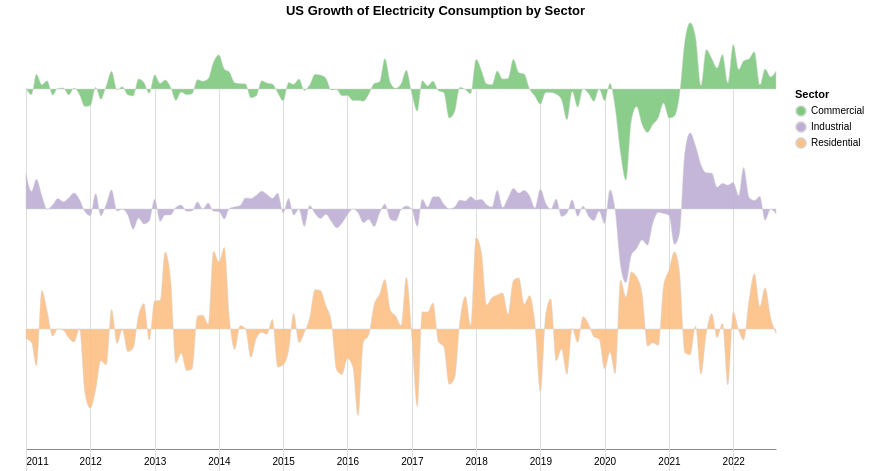 US Growth of Electricity Consumption by Sector
Sector
Commercial
Industrial
Residential
2011 2012 2013 2014 2015 2016 2017 2018 2019 2020 2021 2022